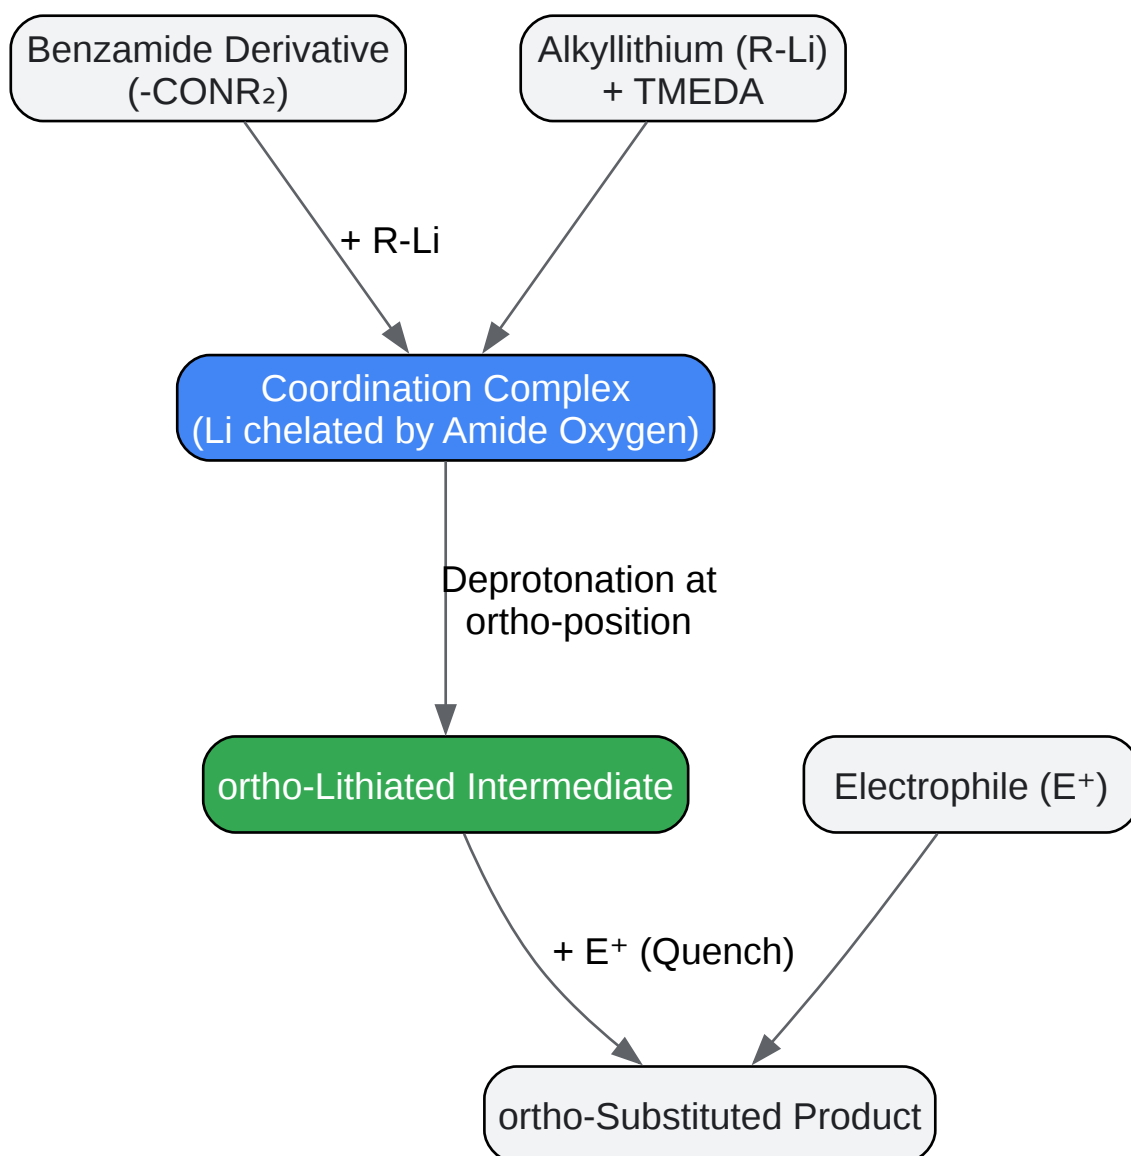 Benzamide Derivative
(-CONR₂)
Alkyllithium (R-Li)
+ TMEDA
+ R-Li
Coordination Complex
(Li chelated by Amide Oxygen)
Deprotonation at
ortho-position
ortho-Lithiated Intermediate
Electrophile (E⁺)
+ E⁺ (Quench)
ortho-Substituted Product